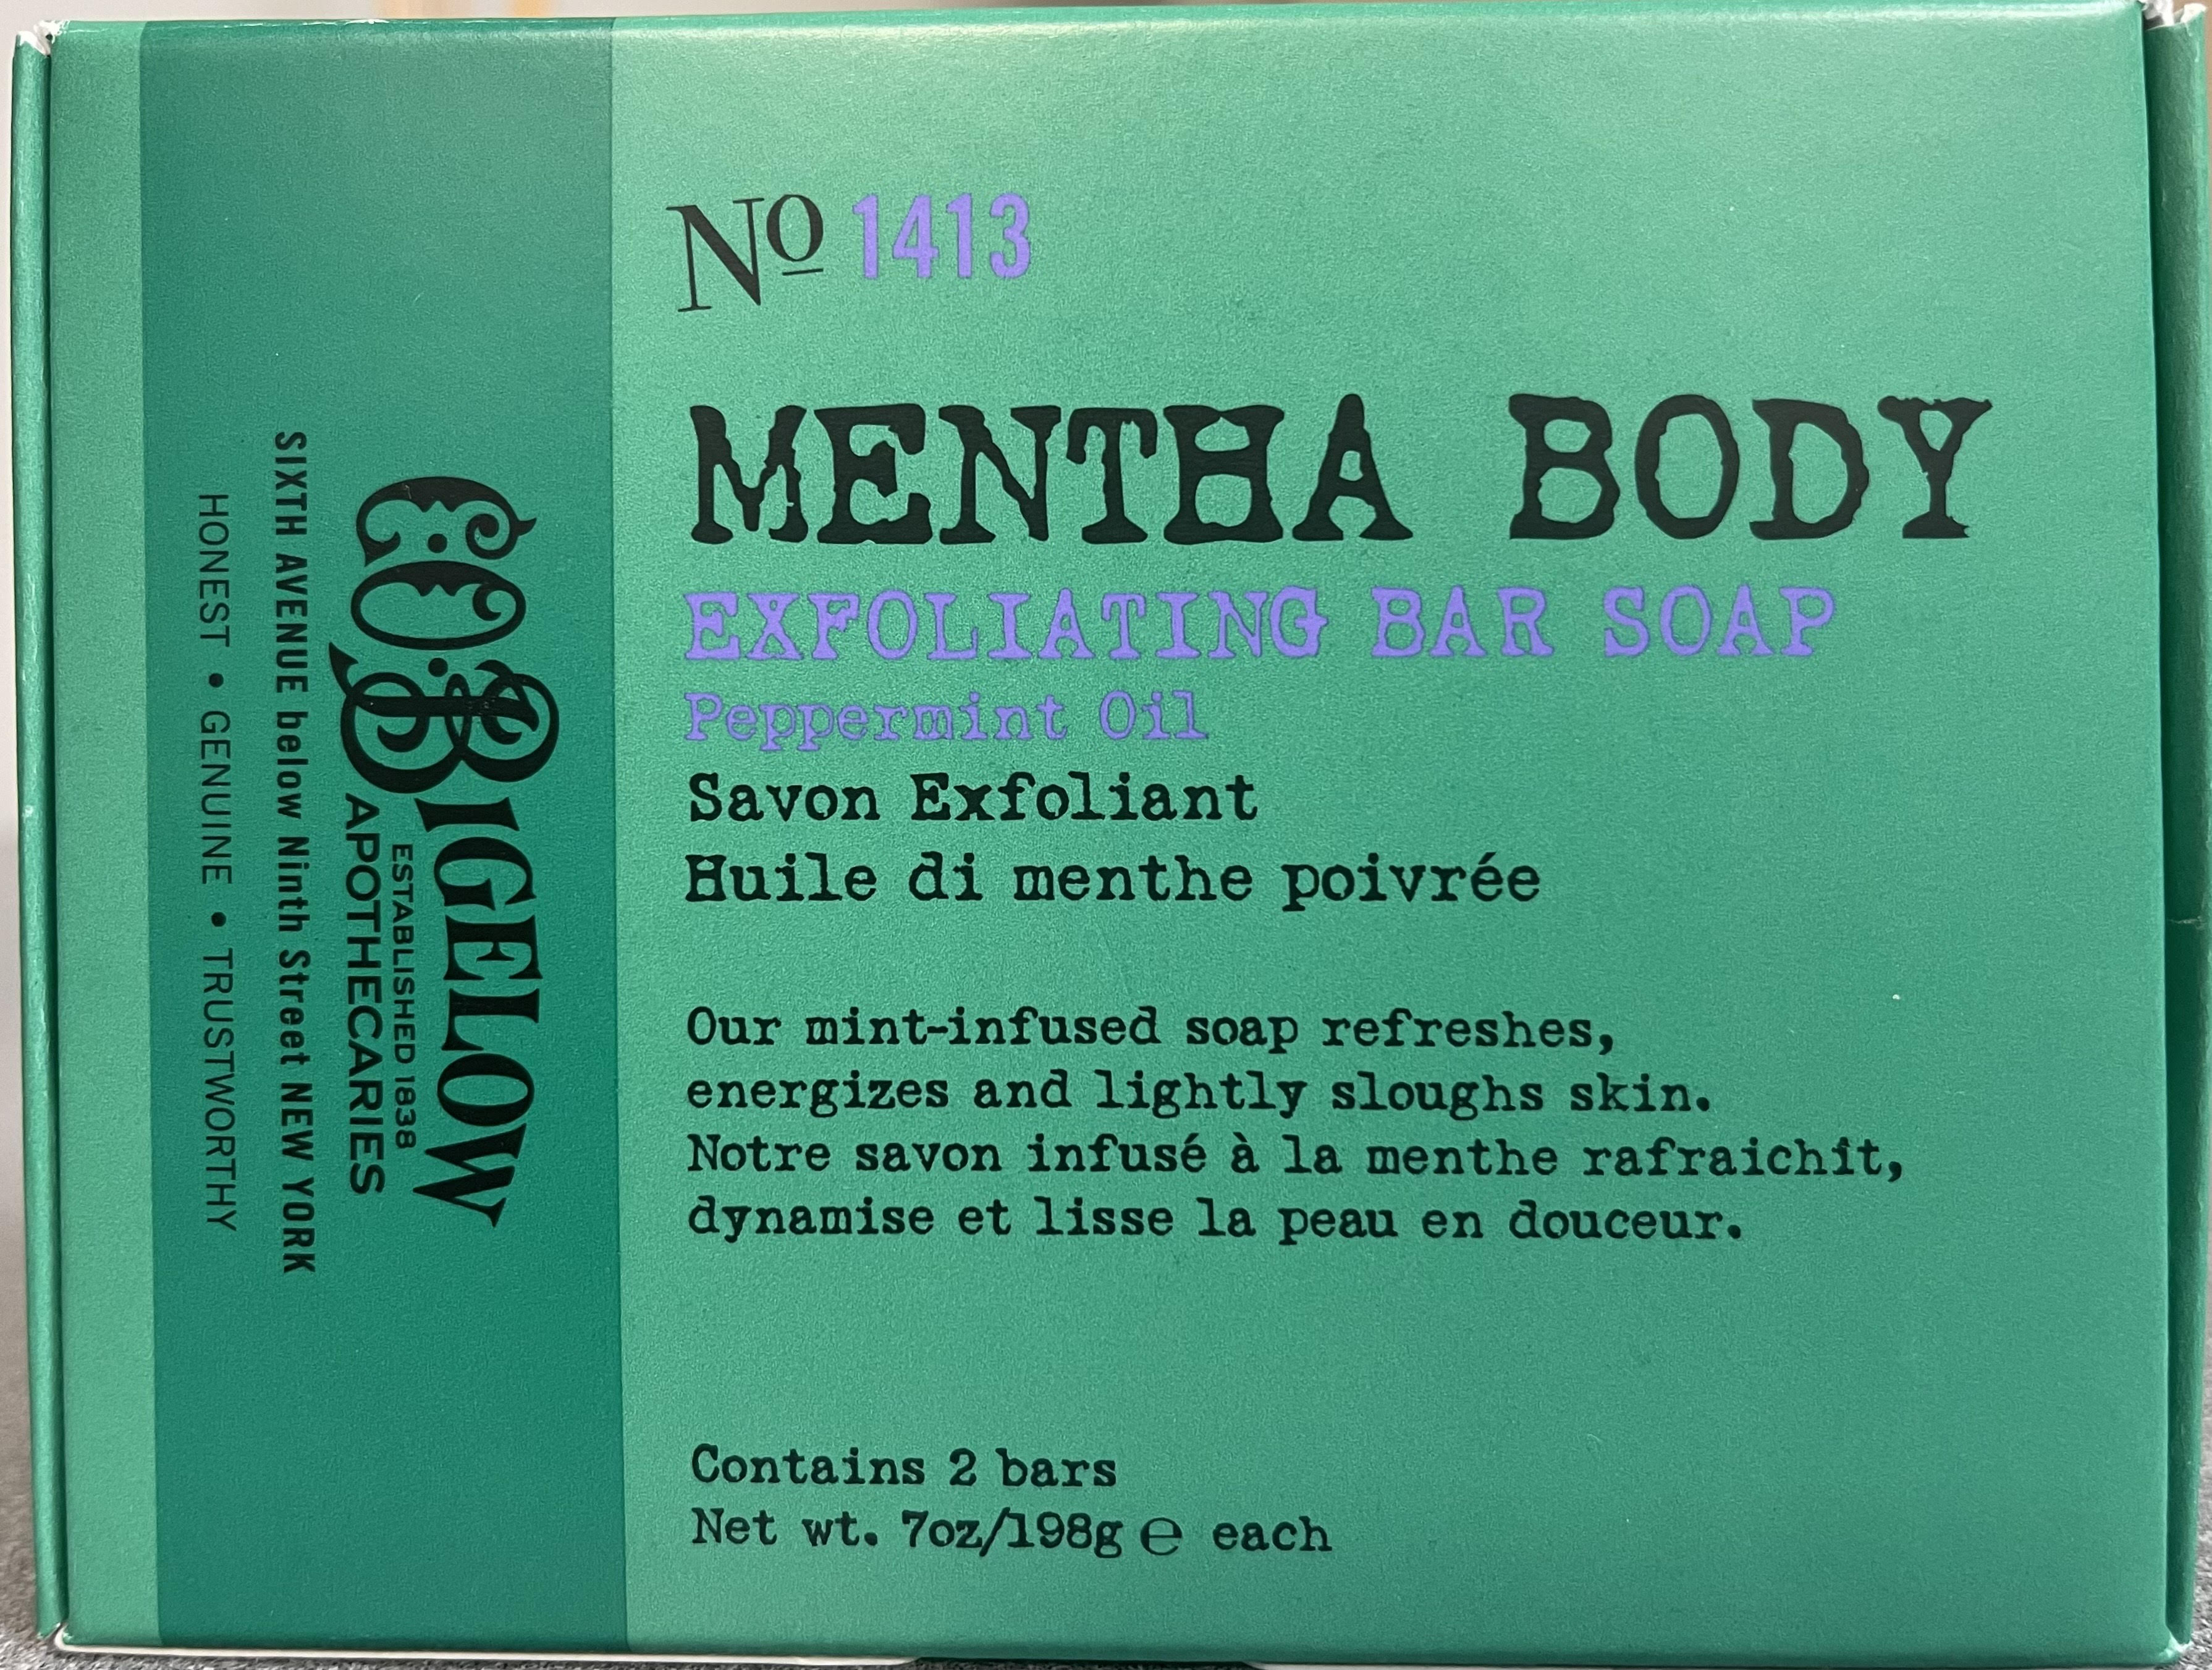 Nº 1413
MENTHA BODY
EXFOLIATING BAR SOAP
Peppermint Oil
Savon Exfoliant
Huile di menthe poivrée
Our mint-infused soap refreshes,
energizes and lightly sloughs skin.
Notre savon infusé à la menthe rafraichît,
dynamise et lisse la peau en douceur.
Contains 2 bars
Net wt. 7oz/198g ℮ each
C.O. BIGELOW
ESTABLISHED 1838
APOTHECARIES
SIXTH AVENUE below Ninth Street NEW YORK
HONEST • GENUINE • TRUSTWORTHY